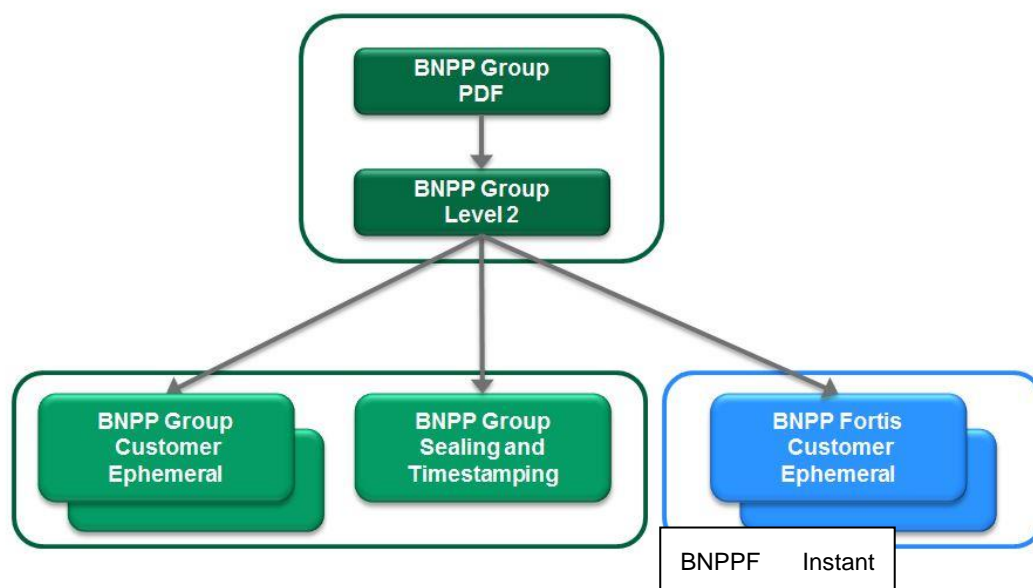 BNPP Group
PDF
BNPP Group
Level 2
BNPP Group
Customer
Ephemeral
BNPP Group
Sealing and
Timestamping
BNPP Fortis
Customer
Ephemeral
BNPPF Instant